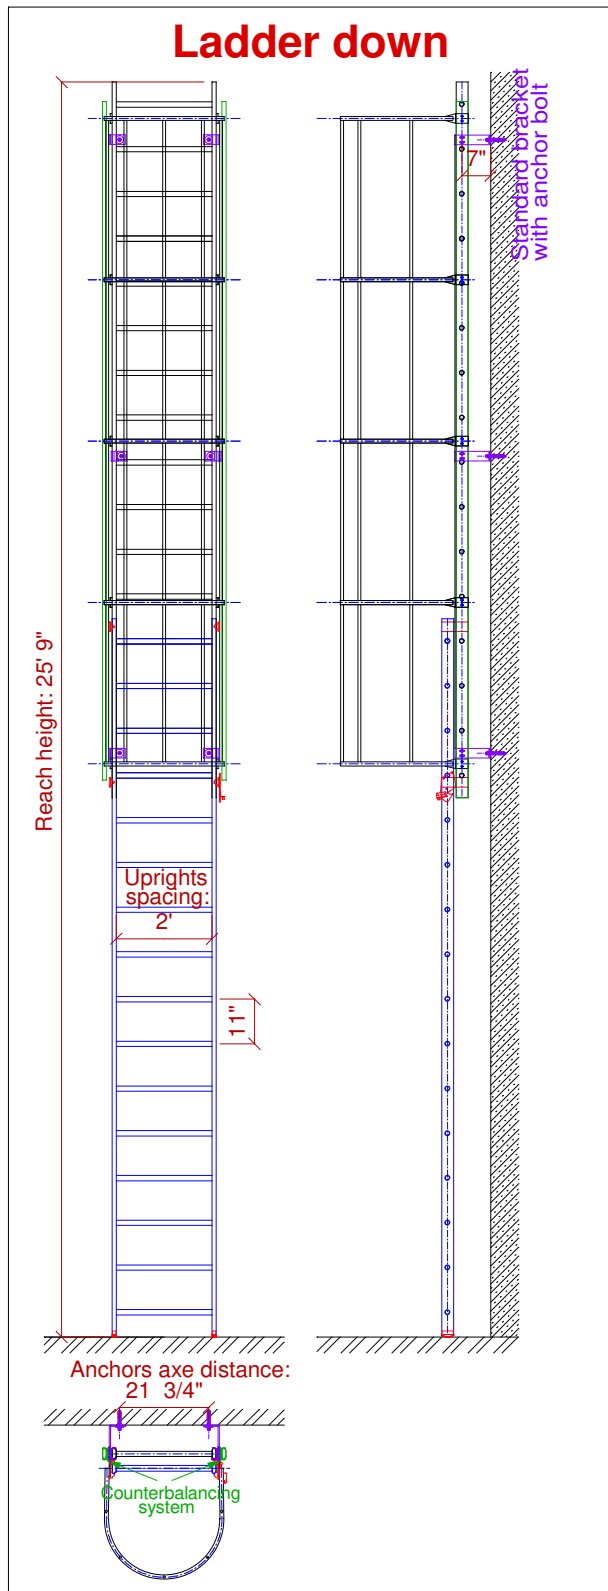 Ladder down
Standard bracket
with anchor bolt
7"
Reach height: 25' 9"
Uprights
spacing:
2'
11"
Anchors axe distance:
21 3/4"
Counterbalancing
system